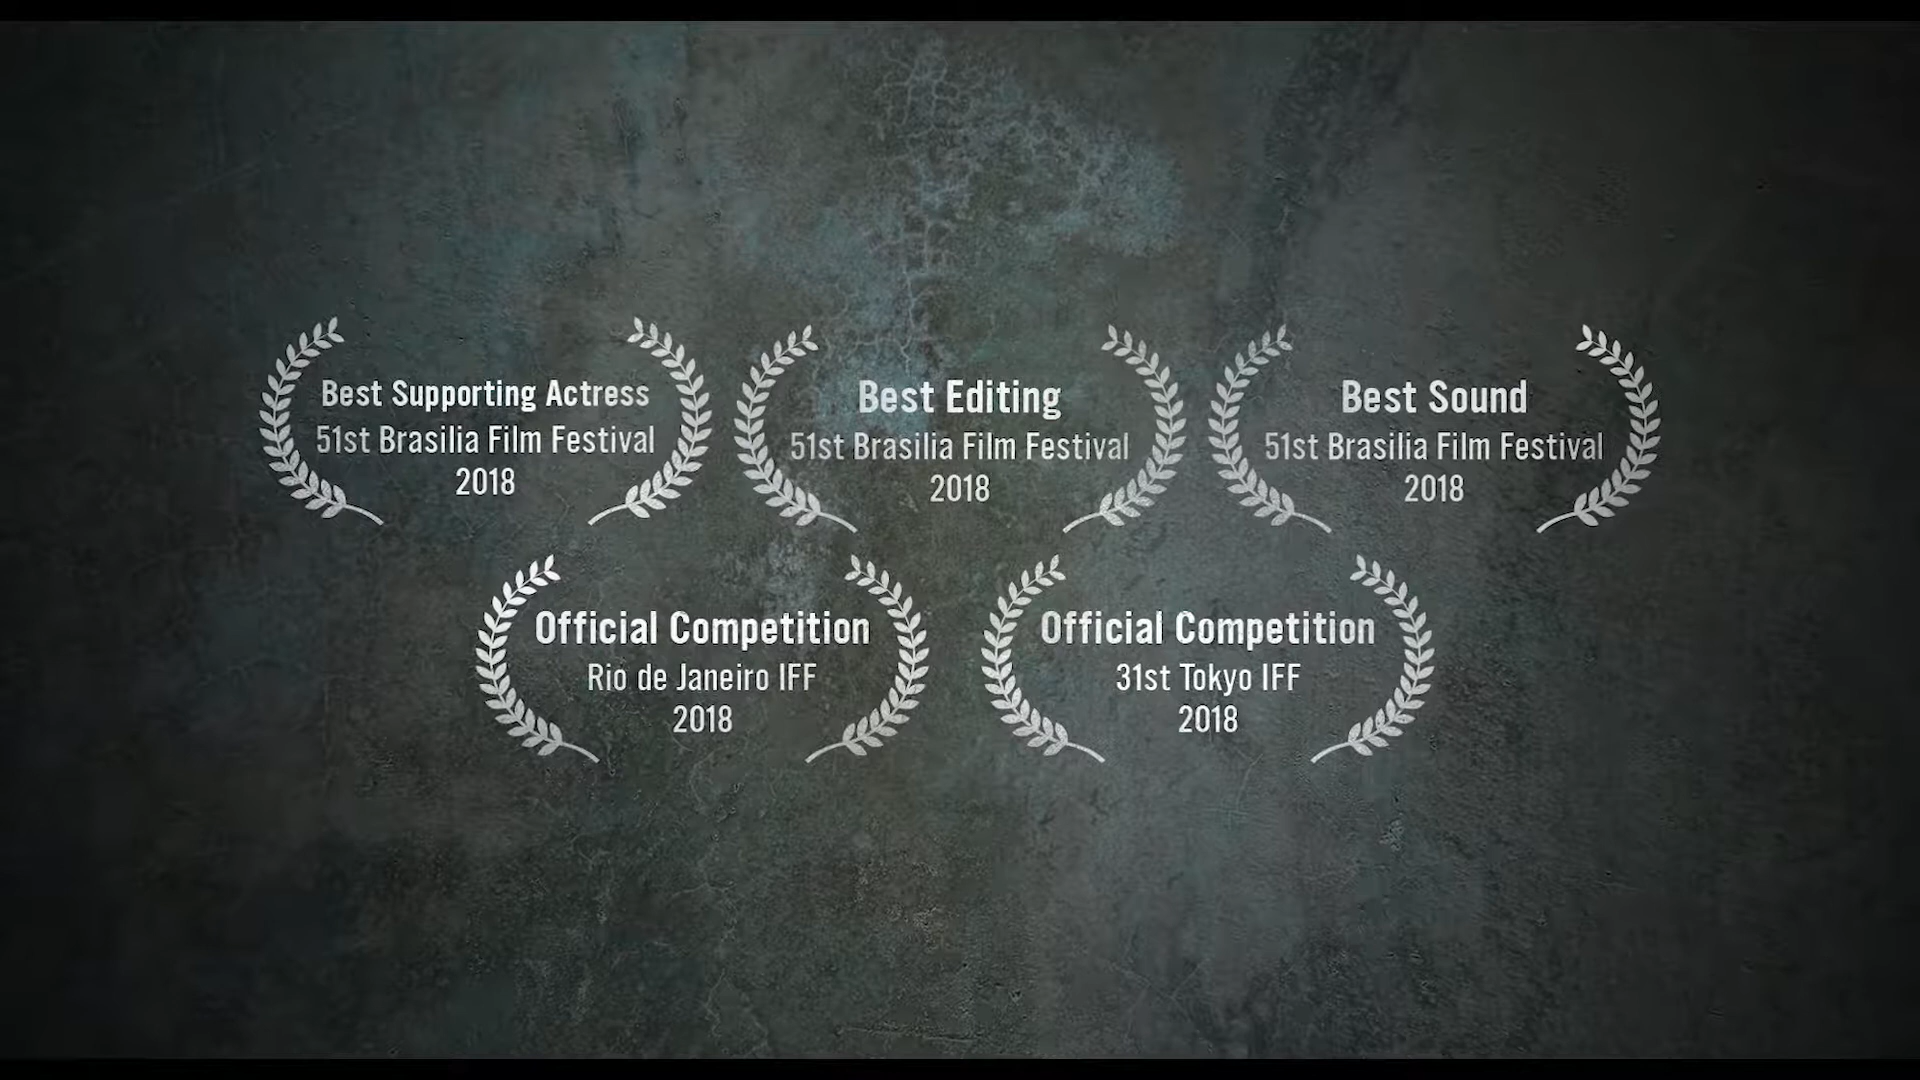 Best Supporting Actress
51st Brasilia Film Festival
2018
Best Editing
51st Brasilia Film Festival
2018
Best Sound
51st Brasilia Film Festival
2018
Official Competition
Rio de Janeiro IFF
2018
Official Competition
31st Tokyo IFF
2018